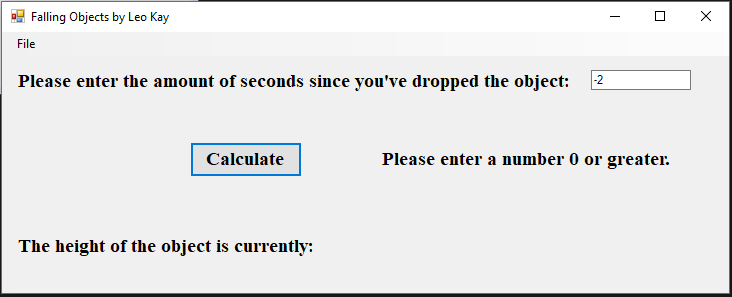 Falling Objects by Leo Kay
File
Please enter the amount of seconds since you've dropped the object: -2
Calculate Please enter a number 0 or greater.
The height of the object is currently: